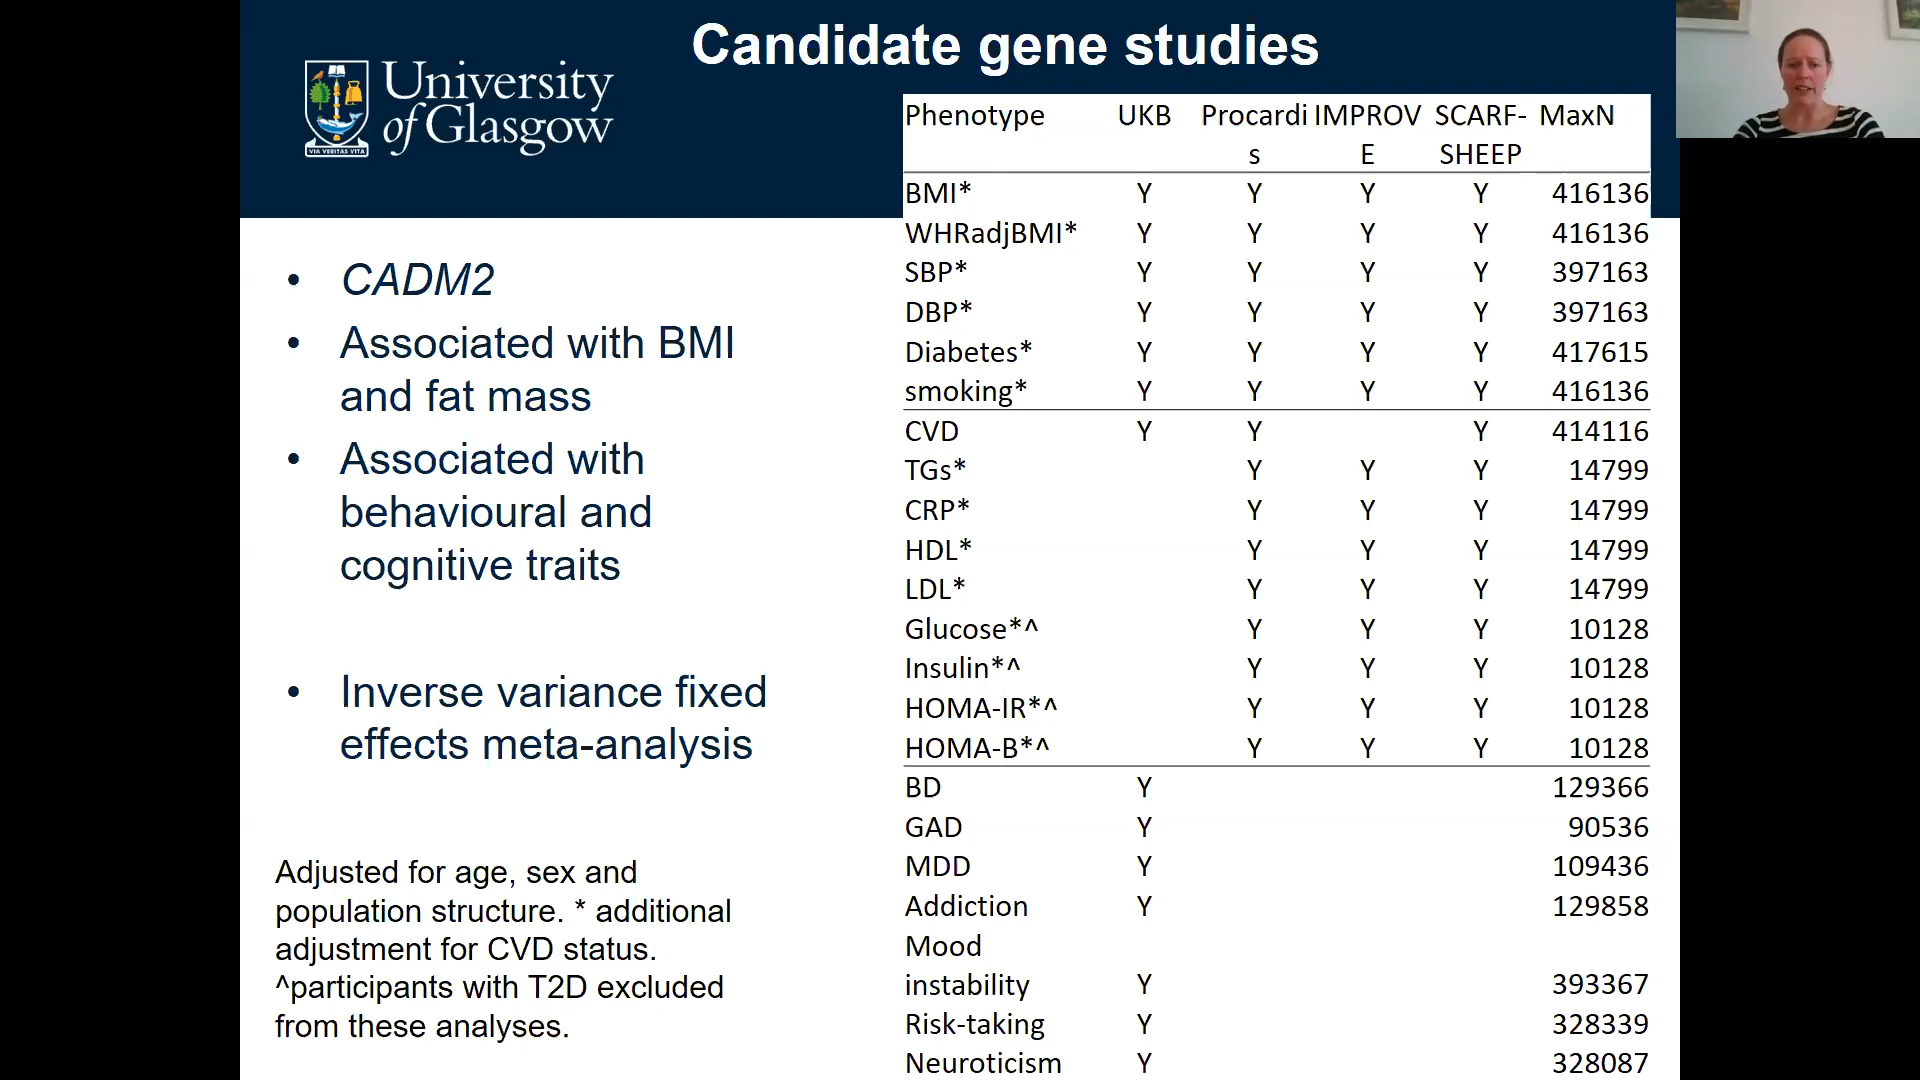 Candidate gene studies
University
of Glasgow
VIA VERITAS VITA
• CADM2
• Associated with BMI
and fat mass
• Associated with
behavioural and
cognitive traits
• Inverse variance fixed
effects meta-analysis
Adjusted for age, sex and
population structure. * additional
adjustment for CVD status.
^participants with T2D excluded
from these analyses.
Phenotype UKB Procardi IMPROV SCARF- MaxN
s E SHEEP
BMI* Y Y Y Y 416136
WHRadjBMI* Y Y Y Y 416136
SBP* Y Y Y Y 397163
DBP* Y Y Y Y 397163
Diabetes* Y Y Y Y 417615
smoking* Y Y Y Y 416136
CVD Y Y Y 414116
TGs* Y Y Y 14799
CRP* Y Y Y 14799
HDL* Y Y Y 14799
LDL* Y Y Y 14799
Glucose*^ Y Y Y 10128
Insulin*^ Y Y Y 10128
HOMA-IR*^ Y Y Y 10128
HOMA-B*^ Y Y Y 10128
BD Y 129366
GAD Y 90536
MDD Y 109436
Addiction Y 129858
Mood
instability Y 393367
Risk-taking Y 328339
Neuroticism Y 328087